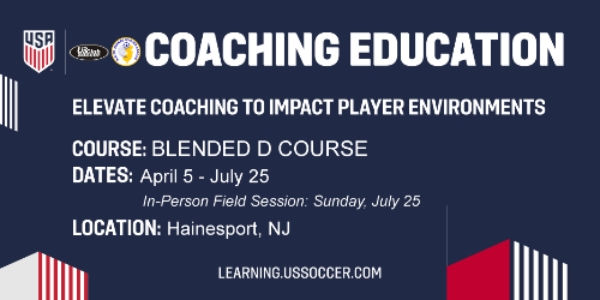 USA
COACHING EDUCATION
ELEVATE COACHING TO IMPACT PLAYER ENVIRONMENTS
COURSE: BLENDED D COURSE
DATES: April 5 - July 25
In-Person Field Session: Sunday, July 25
LOCATION: Hainesport, NJ
LEARNING.USSOCCER.COM